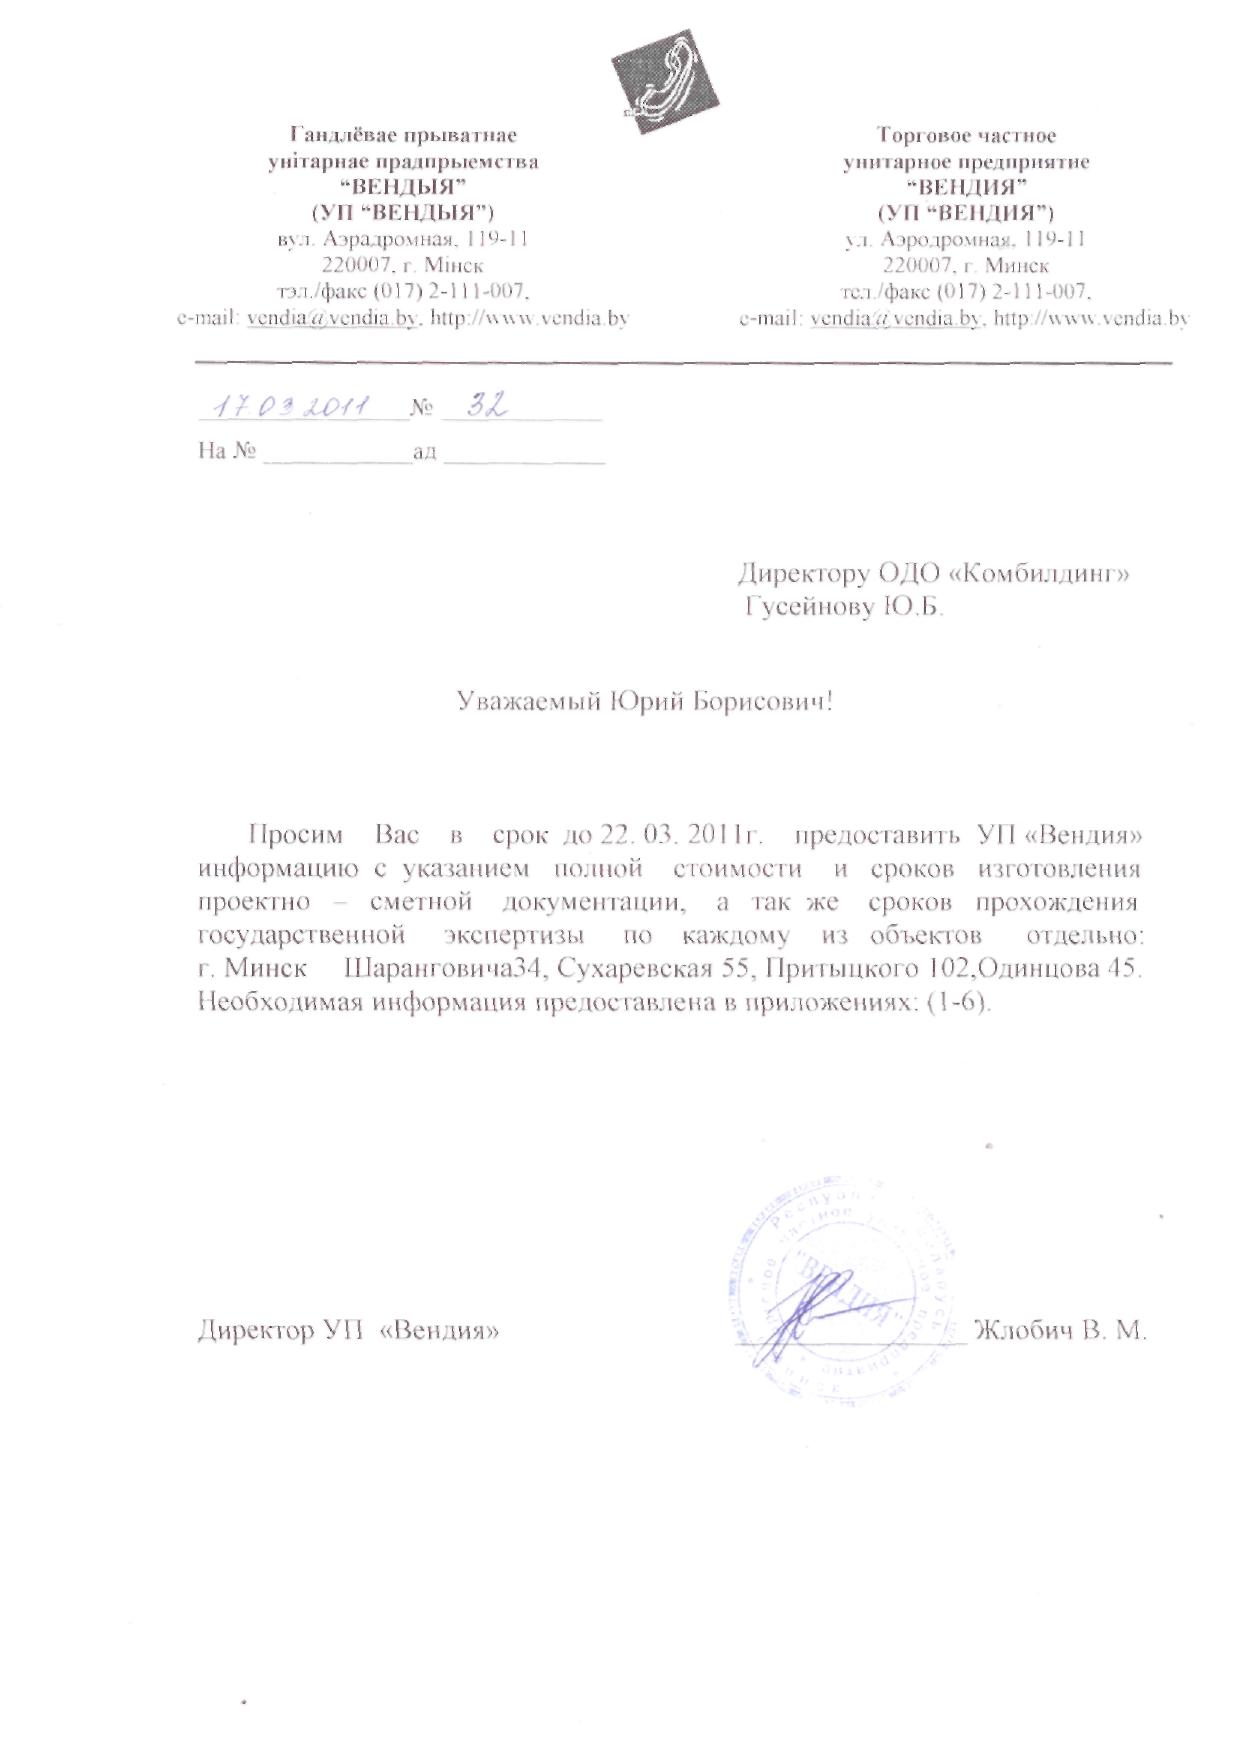 Гандлёвае прыватнае
унітарнае прадпрыемства
“ВЕНДЫЯ”
(УП “ВЕНДЫЯ”)
вул. Аэрадромная, 119-11
220007, г. Мінск
тэл./факс (017) 2-111-007,
e-mail: vendia@vendia.by, http://www.vendia.by
Торговое частное
унитарное предприятие
“ВЕНДИЯ”
(УП “ВЕНДИЯ”)
ул. Аэродромная, 119-11
220007, г. Минск
тел./факс (017) 2-111-007,
e-mail: vendia@vendia.by, http://www.vendia.by
17 03 2011 № 32
На № ____________ад _____________
Директору ОДО «Комбилдинг»
Гусейнову Ю.Б.
Уважаемый Юрий Борисович!
Просим Вас в срок до 22. 03. 2011г. предоставить УП «Вендия»
информацию с указанием полной стоимости и сроков изготовления
проектно – сметной документации, а так же сроков прохождения
государственной экспертизы по каждому из объектов отдельно:
г. Минск Шаранговича34, Сухаревская 55, Притыцкого 102,Одинцова 45.
Необходимая информация предоставлена в приложениях: (1-6).
"ВЕНДИЯ"
Директор УП «Вендия» Жлобич В. М.